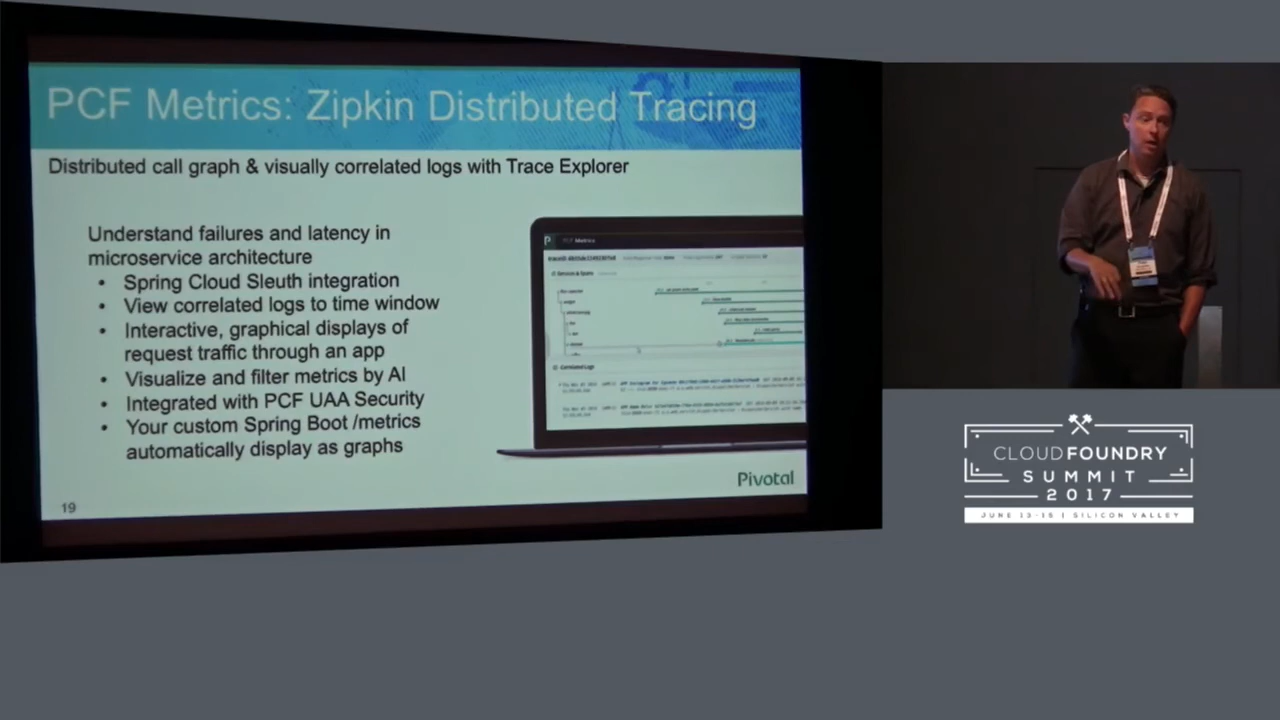 PCF Metrics: Zipkin Distributed Tracing
Distributed call graph & visually correlated logs with Trace Explorer
Understand failures and latency in
microservice architecture
• Spring Cloud Sleuth integration
• View correlated logs to time window
• Interactive, graphical displays of
request traffic through an app
• Visualize and filter metrics by AI
• Integrated with PCF UAA Security
• Your custom Spring Boot /metrics
automatically display as graphs
PCF Metrics
Services & Spans
Correlated Logs
Pivotal
19
CLOUDFOUNDRY
SUMMIT
2017
JUNE 13-15 | SILICON VALLEY